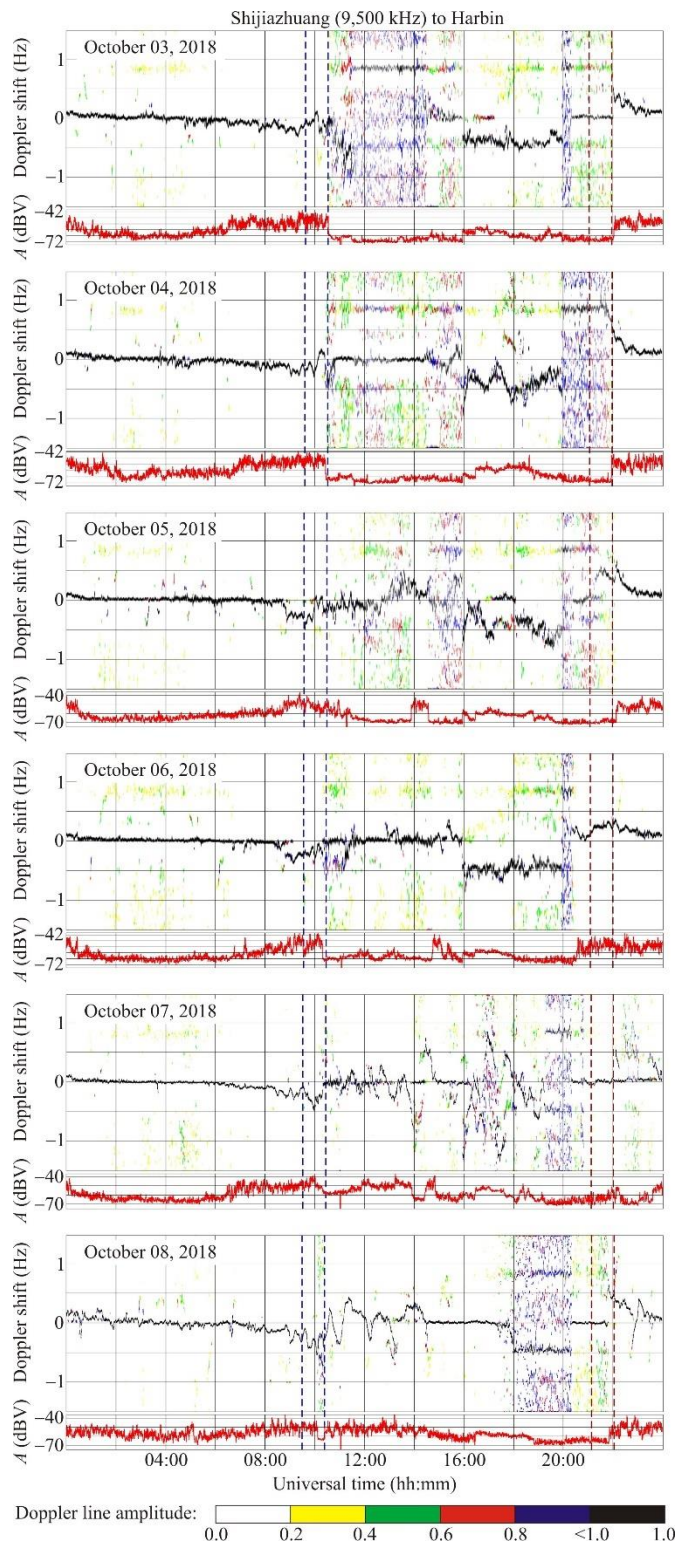 Shijiazhuang (9,500 kHz) to Harbin
October 03, 2018
Doppler shift (Hz)
1
0
−1
A (dBV)
−42
−72
October 04, 2018
Doppler shift (Hz)
1
0
−1
A (dBV)
−42
−72
October 05, 2018
Doppler shift (Hz)
1
0
−1
A (dBV)
−40
−70
October 06, 2018
Doppler shift (Hz)
1
0
−1
A (dBV)
−42
−72
October 07, 2018
Doppler shift (Hz)
1
0
−1
A (dBV)
−40
−70
October 08, 2018
Doppler shift (Hz)
1
0
−1
A (dBV)
−40
−70
04:00 08:00 12:00 16:00 20:00
Universal time (hh:mm)
Doppler line amplitude:
0.0 0.2 0.4 0.6 0.8 <1.0 1.0